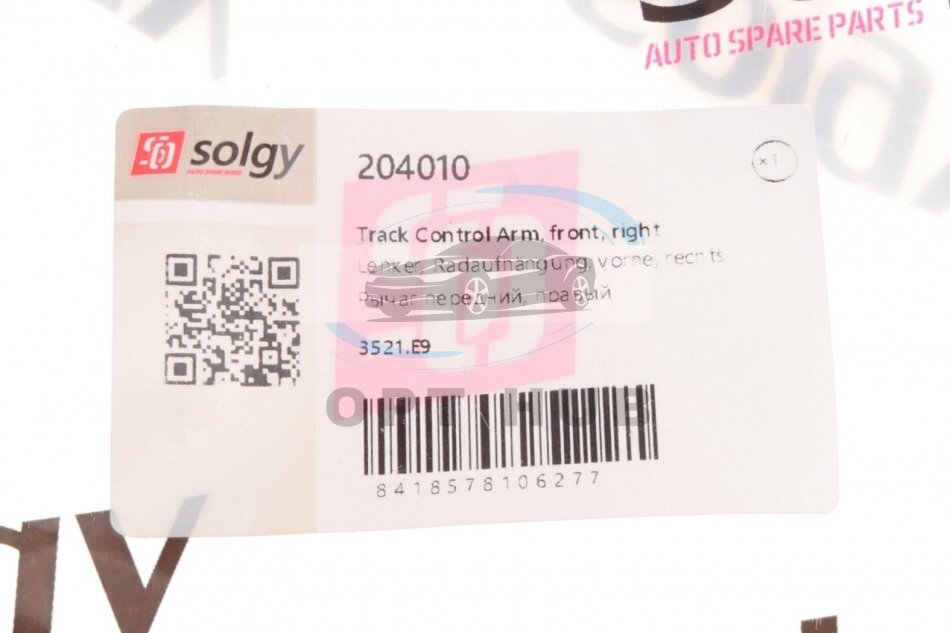 AUTO SPARE PARTS
solgy
AUTO SPARE PARTS
204010
x1
Track Control Arm, front, right
Lenker, Radaufhängung, vorne, rechts
Рычаг передний, правый
3521.E9
OPT HUB
8418578106277